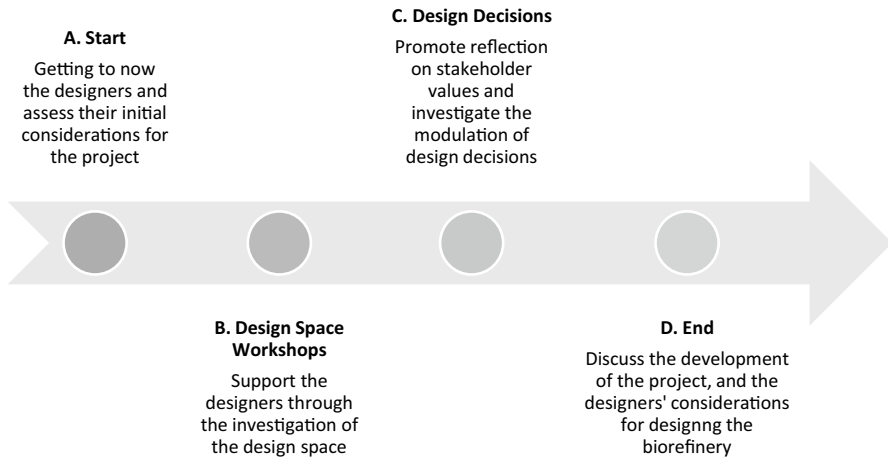 A. Start
Getting to now
the designers and
assess their initial
considerations for
the project
B. Design Space
Workshops
Support the
designers through
the investigation of
the design space
C. Design Decisions
Promote reflection
on stakeholder
values and
investigate the
modulation of
design decisions
D. End
Discuss the development
of the project, and the
designers' considerations
for designng the
biorefinery